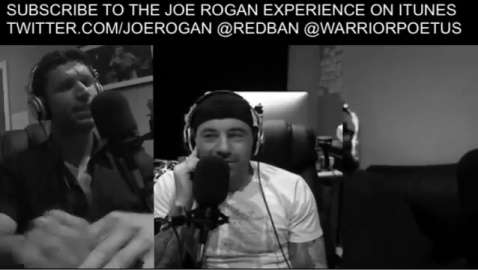 SUBSCRIBE TO THE JOE ROGAN EXPERIENCE ON ITUNES
TWITTER.COM/JOEROGAN @REDBAN @WARRIORPOETUS